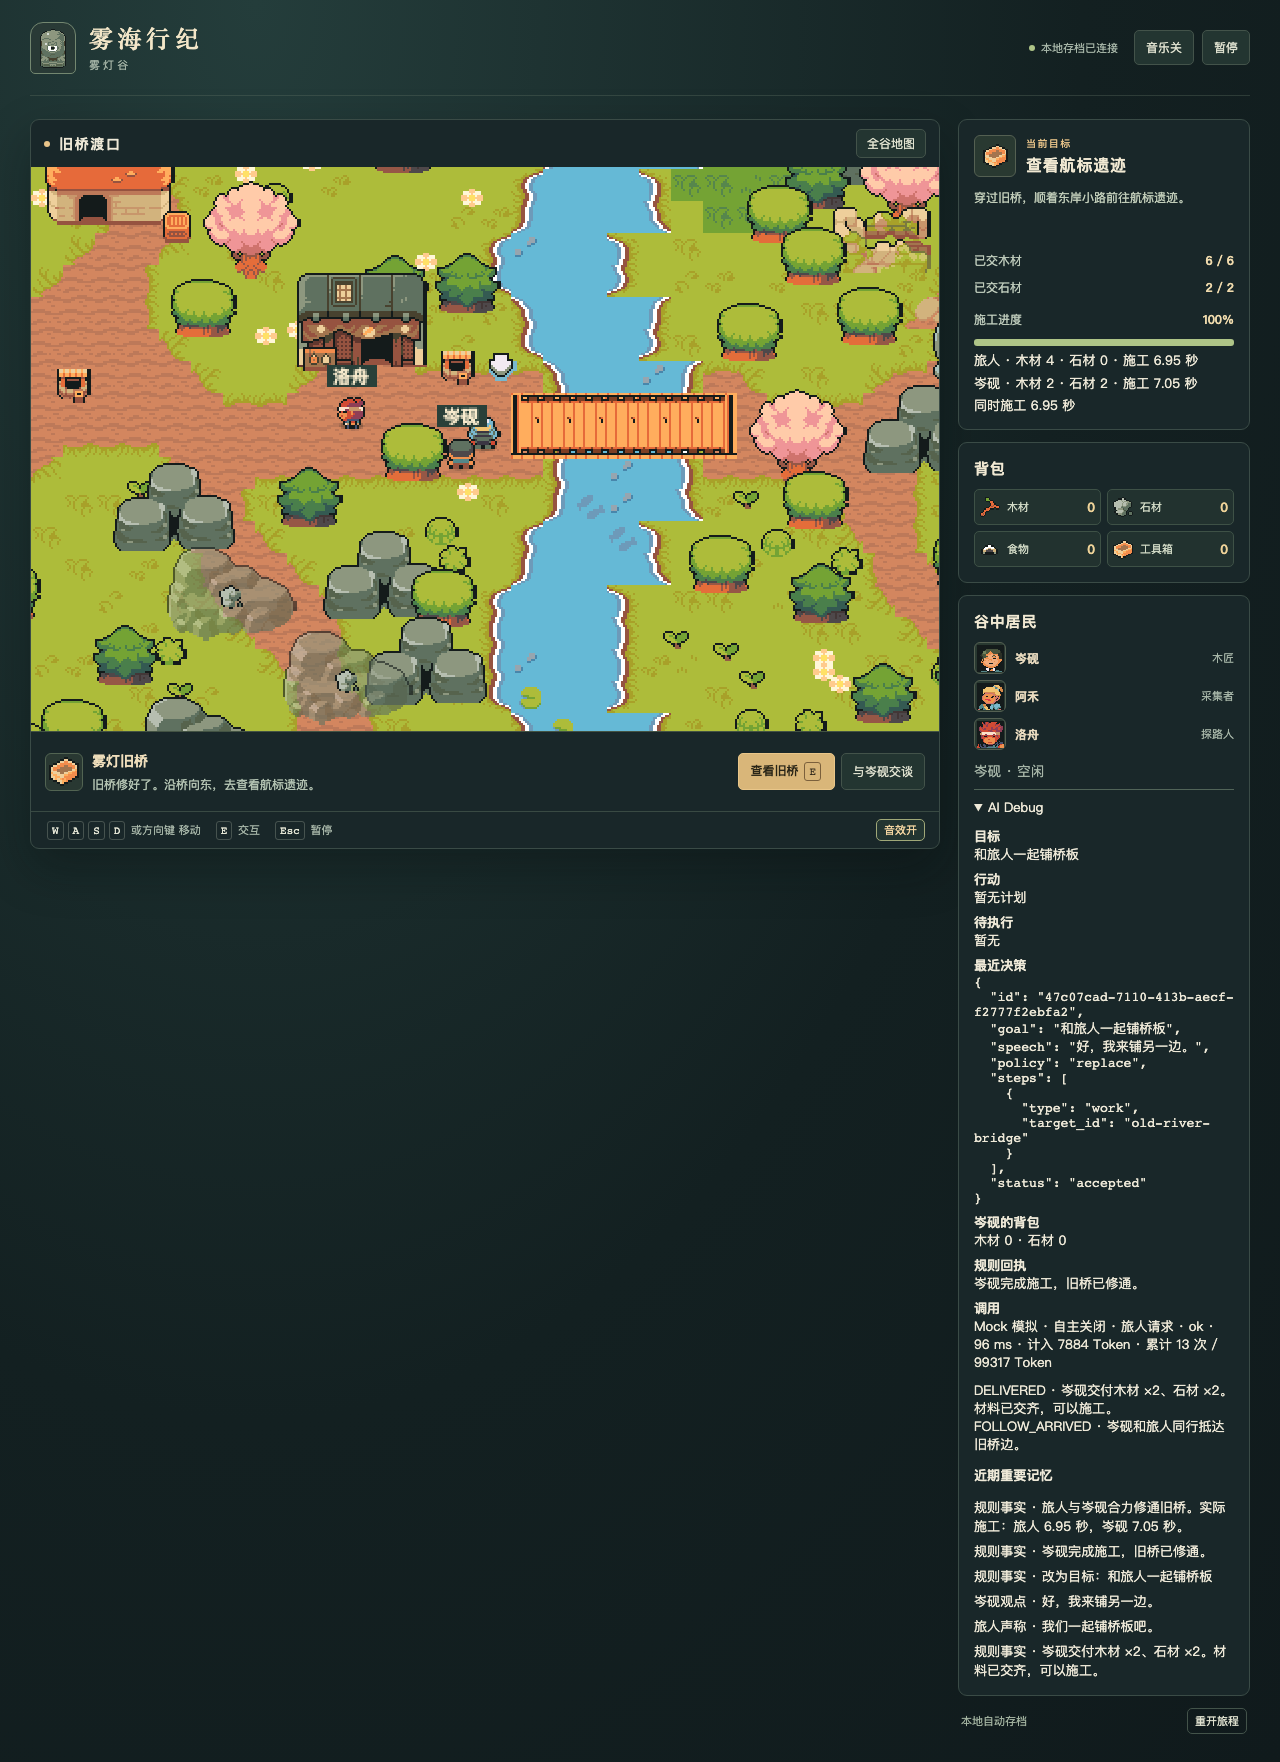 雾海行纪
雾灯谷
本地存档已连接
音乐关
暂停
旧桥渡口
全谷地图
洛舟
岑砚
雾灯旧桥
旧桥修好了。沿桥向东，去查看航标遗迹。
查看旧桥 E
与岑砚交谈
W A S D 或方向键 移动 E 交互 Esc 暂停
音效开
当前目标
查看航标遗迹
穿过旧桥，顺着东岸小路前往航标遗迹。
已交木材 6 / 6
已交石材 2 / 2
施工进度 100%
旅人 · 木材 4 · 石材 0 · 施工 6.95 秒
岑砚 · 木材 2 · 石材 2 · 施工 7.05 秒
同时施工 6.95 秒
背包
木材 0 石材 0
食物 0 工具箱 0
谷中居民
岑砚 木匠
阿禾 采集者
洛舟 探路人
岑砚 · 空闲
▼ AI Debug
目标
和旅人一起铺桥板
行动
暂无计划
待执行
暂无
最近决策
{
"id": "47c07cad-7110-413b-aecf-
f2777f2ebfa2",
"goal": "和旅人一起铺桥板",
"speech": "好，我来铺另一边。",
"policy": "replace",
"steps": [
{
"type": "work",
"target_id": "old-river-
bridge"
}
],
"status": "accepted"
}
岑砚的背包
木材 0 · 石材 0
规则回执
岑砚完成施工，旧桥已修通。
调用
Mock 模拟 · 自主关闭 · 旅人请求 · ok ·
96 ms · 计入 7884 Token · 累计 13 次 /
99317 Token
DELIVERED · 岑砚交付木材 ×2、石材 ×2。
材料已交齐，可以施工。
FOLLOW_ARRIVED · 岑砚和旅人同行抵达
旧桥边。
近期重要记忆
规则事实 · 旅人与岑砚合力修通旧桥。实际
施工：旅人 6.95 秒，岑砚 7.05 秒。
规则事实 · 岑砚完成施工，旧桥已修通。
规则事实 · 改为目标：和旅人一起铺桥板
岑砚观点 · 好，我来铺另一边。
旅人声称 · 我们一起铺桥板吧。
规则事实 · 岑砚交付木材 ×2、石材 ×2。材
料已交齐，可以施工。
本地自动存档
重开旅程